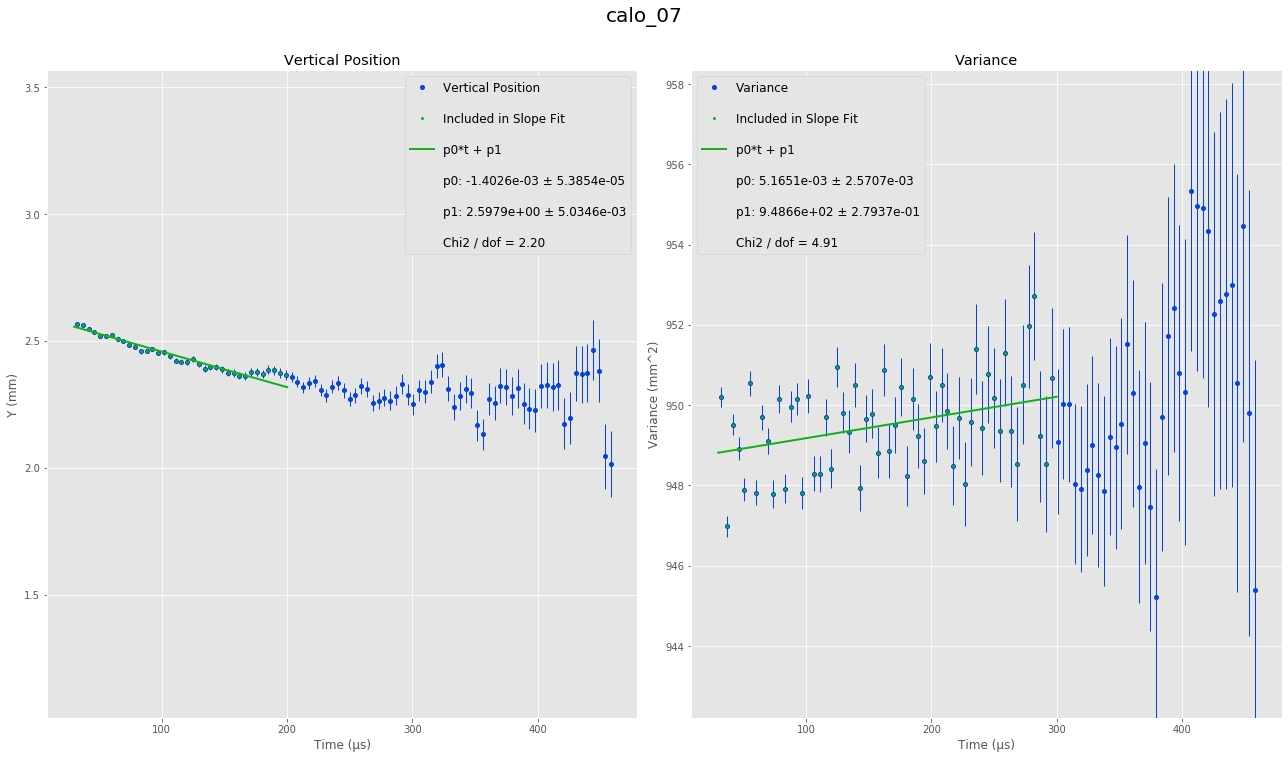 calo_07
Vertical Position
3.5
3.0
2.5
2.0
1.5
Y (mm)
100
200
300
400
Time (μs)
Vertical Position
Included in Slope Fit
p0*t + p1
p0: -1.4026e-03 ± 5.3854e-05
p1: 2.5979e+00 ± 5.0346e-03
Chi2 / dof = 2.20
Variance
958
956
954
952
950
948
946
944
Variance (mm^2)
100
200
300
400
Time (μs)
Variance
Included in Slope Fit
p0*t + p1
p0: 5.1651e-03 ± 2.5707e-03
p1: 9.4866e+02 ± 2.7937e-01
Chi2 / dof = 4.91